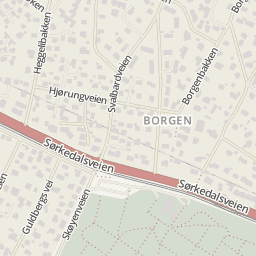 Heggelibakken
Svalbardveien
Hjørungveien
Borgenbakken
BORGEN
Sørkedalsveien
Sørkedalsveien
Guldbergs vei
Skøyenveien